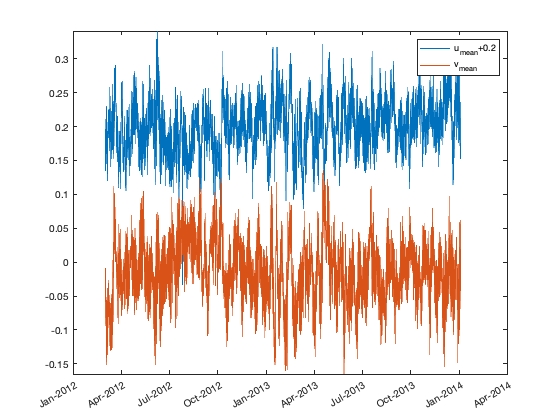 u_mean+0.2
v_mean
0.3
0.25
0.2
0.15
0.1
0.05
0
-0.05
-0.1
-0.15
Jan-2012
Apr-2012
Jul-2012
Oct-2012
Jan-2013
Apr-2013
Jul-2013
Oct-2013
Jan-2014
Apr-2014